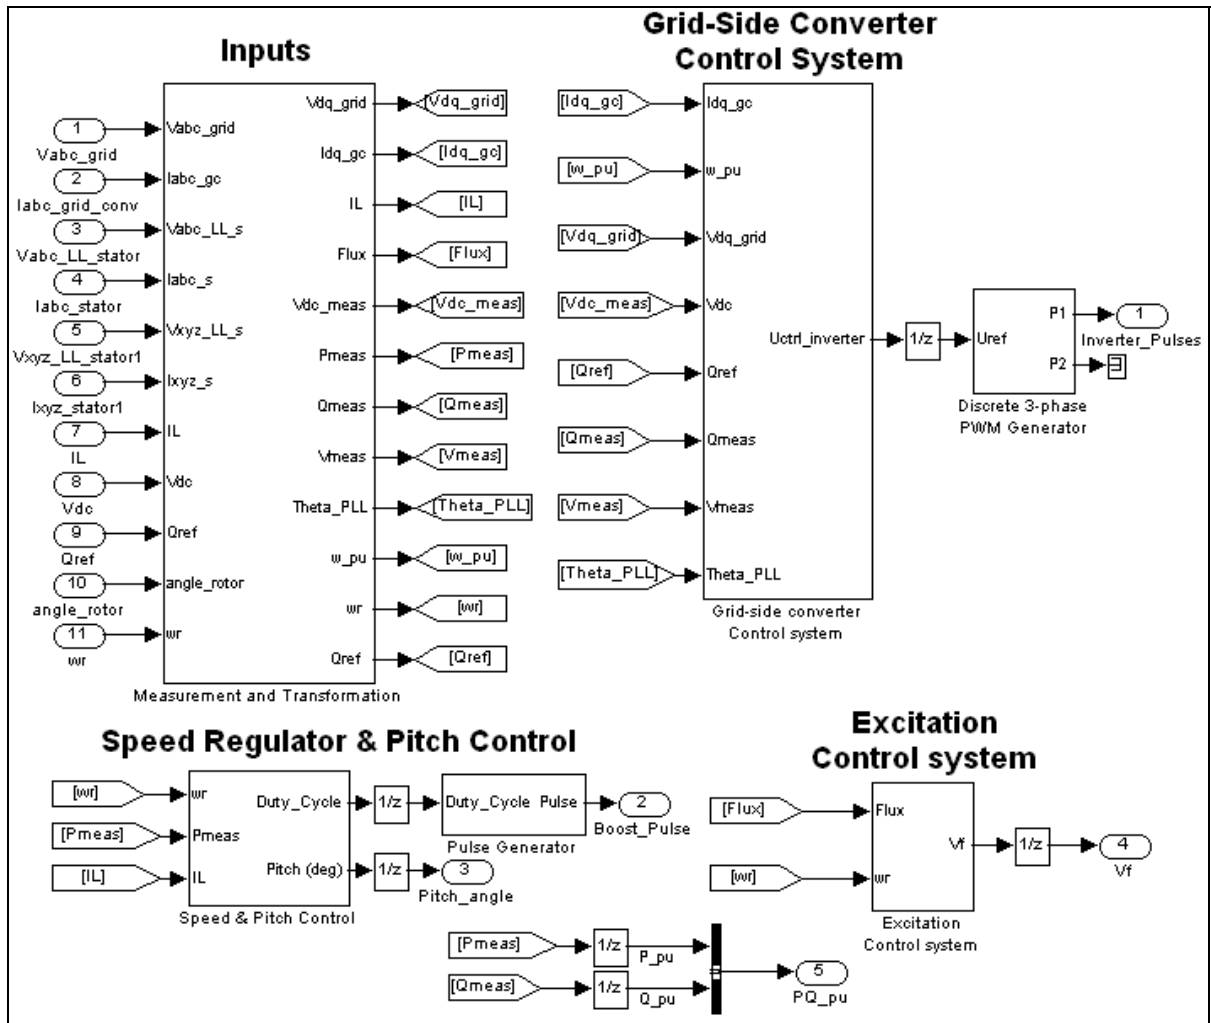 Inputs
1
Vabc_grid
2
Iabc_grid_conv
3
Vabc_LL_stator
4
Iabc_stator
5
Vxyz_LL_stator1
6
Ixyz_stator1
7
IL
8
Vdc
9
Qref
10
angle_rotor
11
wr
Vabc_grid
Iabc_gc
Vabc_LL_s
Iabc_s
Vxyz_LL_s
Ixyz_s
IL
Vdc
Qref
angle_rotor
wr
Vdq_grid
Idq_gc
IL
Flux
Vdc_meas
Pmeas
Qmeas
Vmeas
Theta_PLL
w_pu
wr
Qref
[Vdq_grid]
[Idq_gc]
[IL]
[Flux]
[Vdc_meas]
[Pmeas]
[Qmeas]
[Vmeas]
[Theta_PLL]
[w_pu]
[wr]
[Qref]
Measurement and Transformation
Grid-Side Converter
Control System
[Idq_gc]
[w_pu]
[Vdq_grid]
[Vdc_meas]
[Qref]
[Qmeas]
[Vmeas]
[Theta_PLL]
Idq_gc
w_pu
Vdq_grid
Vdc
Qref
Qmeas
Vmeas
Theta_PLL
Uctrl_inverter
Grid-side converter
Control system
1/z
Uref
P1
P2
Discrete 3-phase
PWM Generator
1
Inverter_Pulses
Speed Regulator & Pitch Control
[wr]
[Pmeas]
[IL]
wr
Pmeas
IL
Duty_Cycle
Pitch (deg)
Speed & Pitch Control
1/z
1/z
Duty_Cycle Pulse
Pulse Generator
2
Boost_Pulse
3
Pitch_angle
Excitation
Control system
[Flux]
[wr]
Flux
wr
Vf
Excitation
Control system
1/z
4
Vf
[Pmeas]
1/z
P_pu
[Qmeas]
1/z
Q_pu
5
PQ_pu